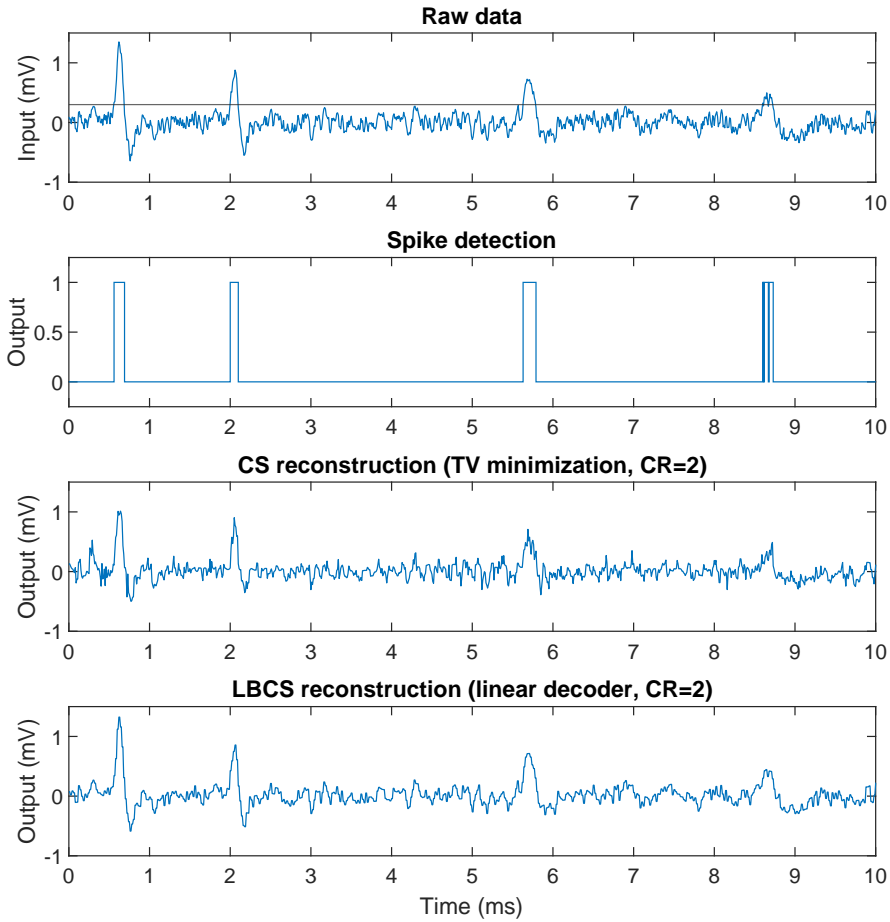 Raw data
Input (mV)
1
0
-1
0 1 2 3 4 5 6 7 8 9 10
Spike detection
Output
1
0.5
0
0 1 2 3 4 5 6 7 8 9 10
CS reconstruction (TV minimization, CR=2)
Output (mV)
1
0
-1
0 1 2 3 4 5 6 7 8 9 10
LBCS reconstruction (linear decoder, CR=2)
Output (mV)
1
0
-1
0 1 2 3 4 5 6 7 8 9 10
Time (ms)